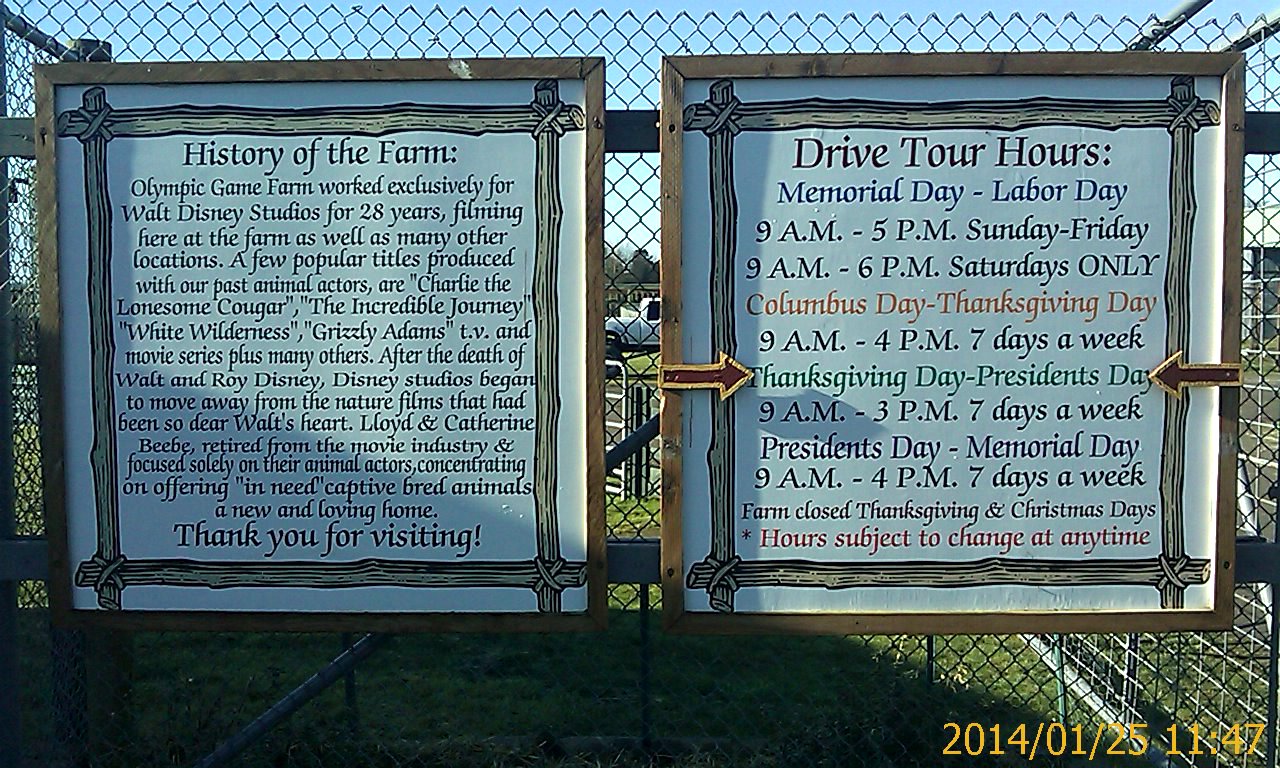 History of the Farm:
Olympic Game Farm worked exclusively for
Walt Disney Studios for 28 years, filming
here at the farm as well as many other
locations. A few popular titles produced
with our past animal actors, are "Charlie the
Lonesome Cougar","The Incredible Journey"
"White Wilderness","Grizzly Adams" t.v. and
movie series plus many others. After the death of
Walt and Roy Disney, Disney studios began
to move away from the nature films that had
been so dear Walt's heart. Lloyd & Catherine
Beebe, retired from the movie industry &
focused solely on their animal actors,concentrating
on offering "in need"captive bred animals
a new and loving home.
Thank you for visiting!
Drive Tour Hours:
Memorial Day - Labor Day
9 A.M. - 5 P.M. Sunday-Friday
9 A.M. - 6 P.M. Saturdays ONLY
Columbus Day-Thanksgiving Day
9 A.M. - 4 P.M. 7 days a week
Thanksgiving Day-Presidents Day
9 A.M. - 3 P.M. 7 days a week
Presidents Day - Memorial Day
9 A.M. - 4 P.M. 7 days a week
Farm closed Thanksgiving & Christmas Days
* Hours subject to change at anytime
2014/01/25 11:47